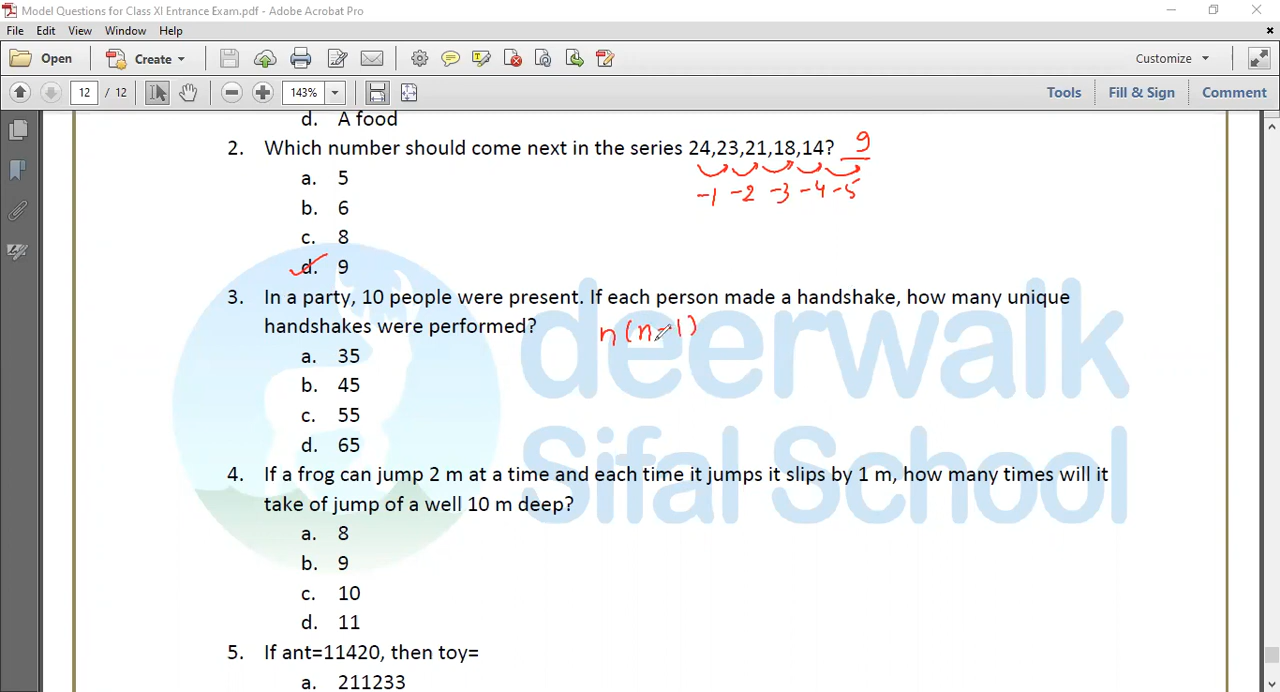 Model Questions for Class XI Entrance Exam.pdf - Adobe Acrobat Pro
File Edit View Window Help
Open Create Customize
12 / 12 143% Tools Fill & Sign Comment
d. A food
2. Which number should come next in the series 24,23,21,18,14? 9
-1 -2 -3 -4 -5
a. 5
b. 6
c. 8
d. 9
3. In a party, 10 people were present. If each person made a handshake, how many unique
handshakes were performed? n(n-1)
a. 35
b. 45
c. 55
d. 65
4. If a frog can jump 2 m at a time and each time it jumps it slips by 1 m, how many times will it
take of jump of a well 10 m deep?
a. 8
b. 9
c. 10
d. 11
5. If ant=11420, then toy=
a. 211233
deerwalk
Sifal School